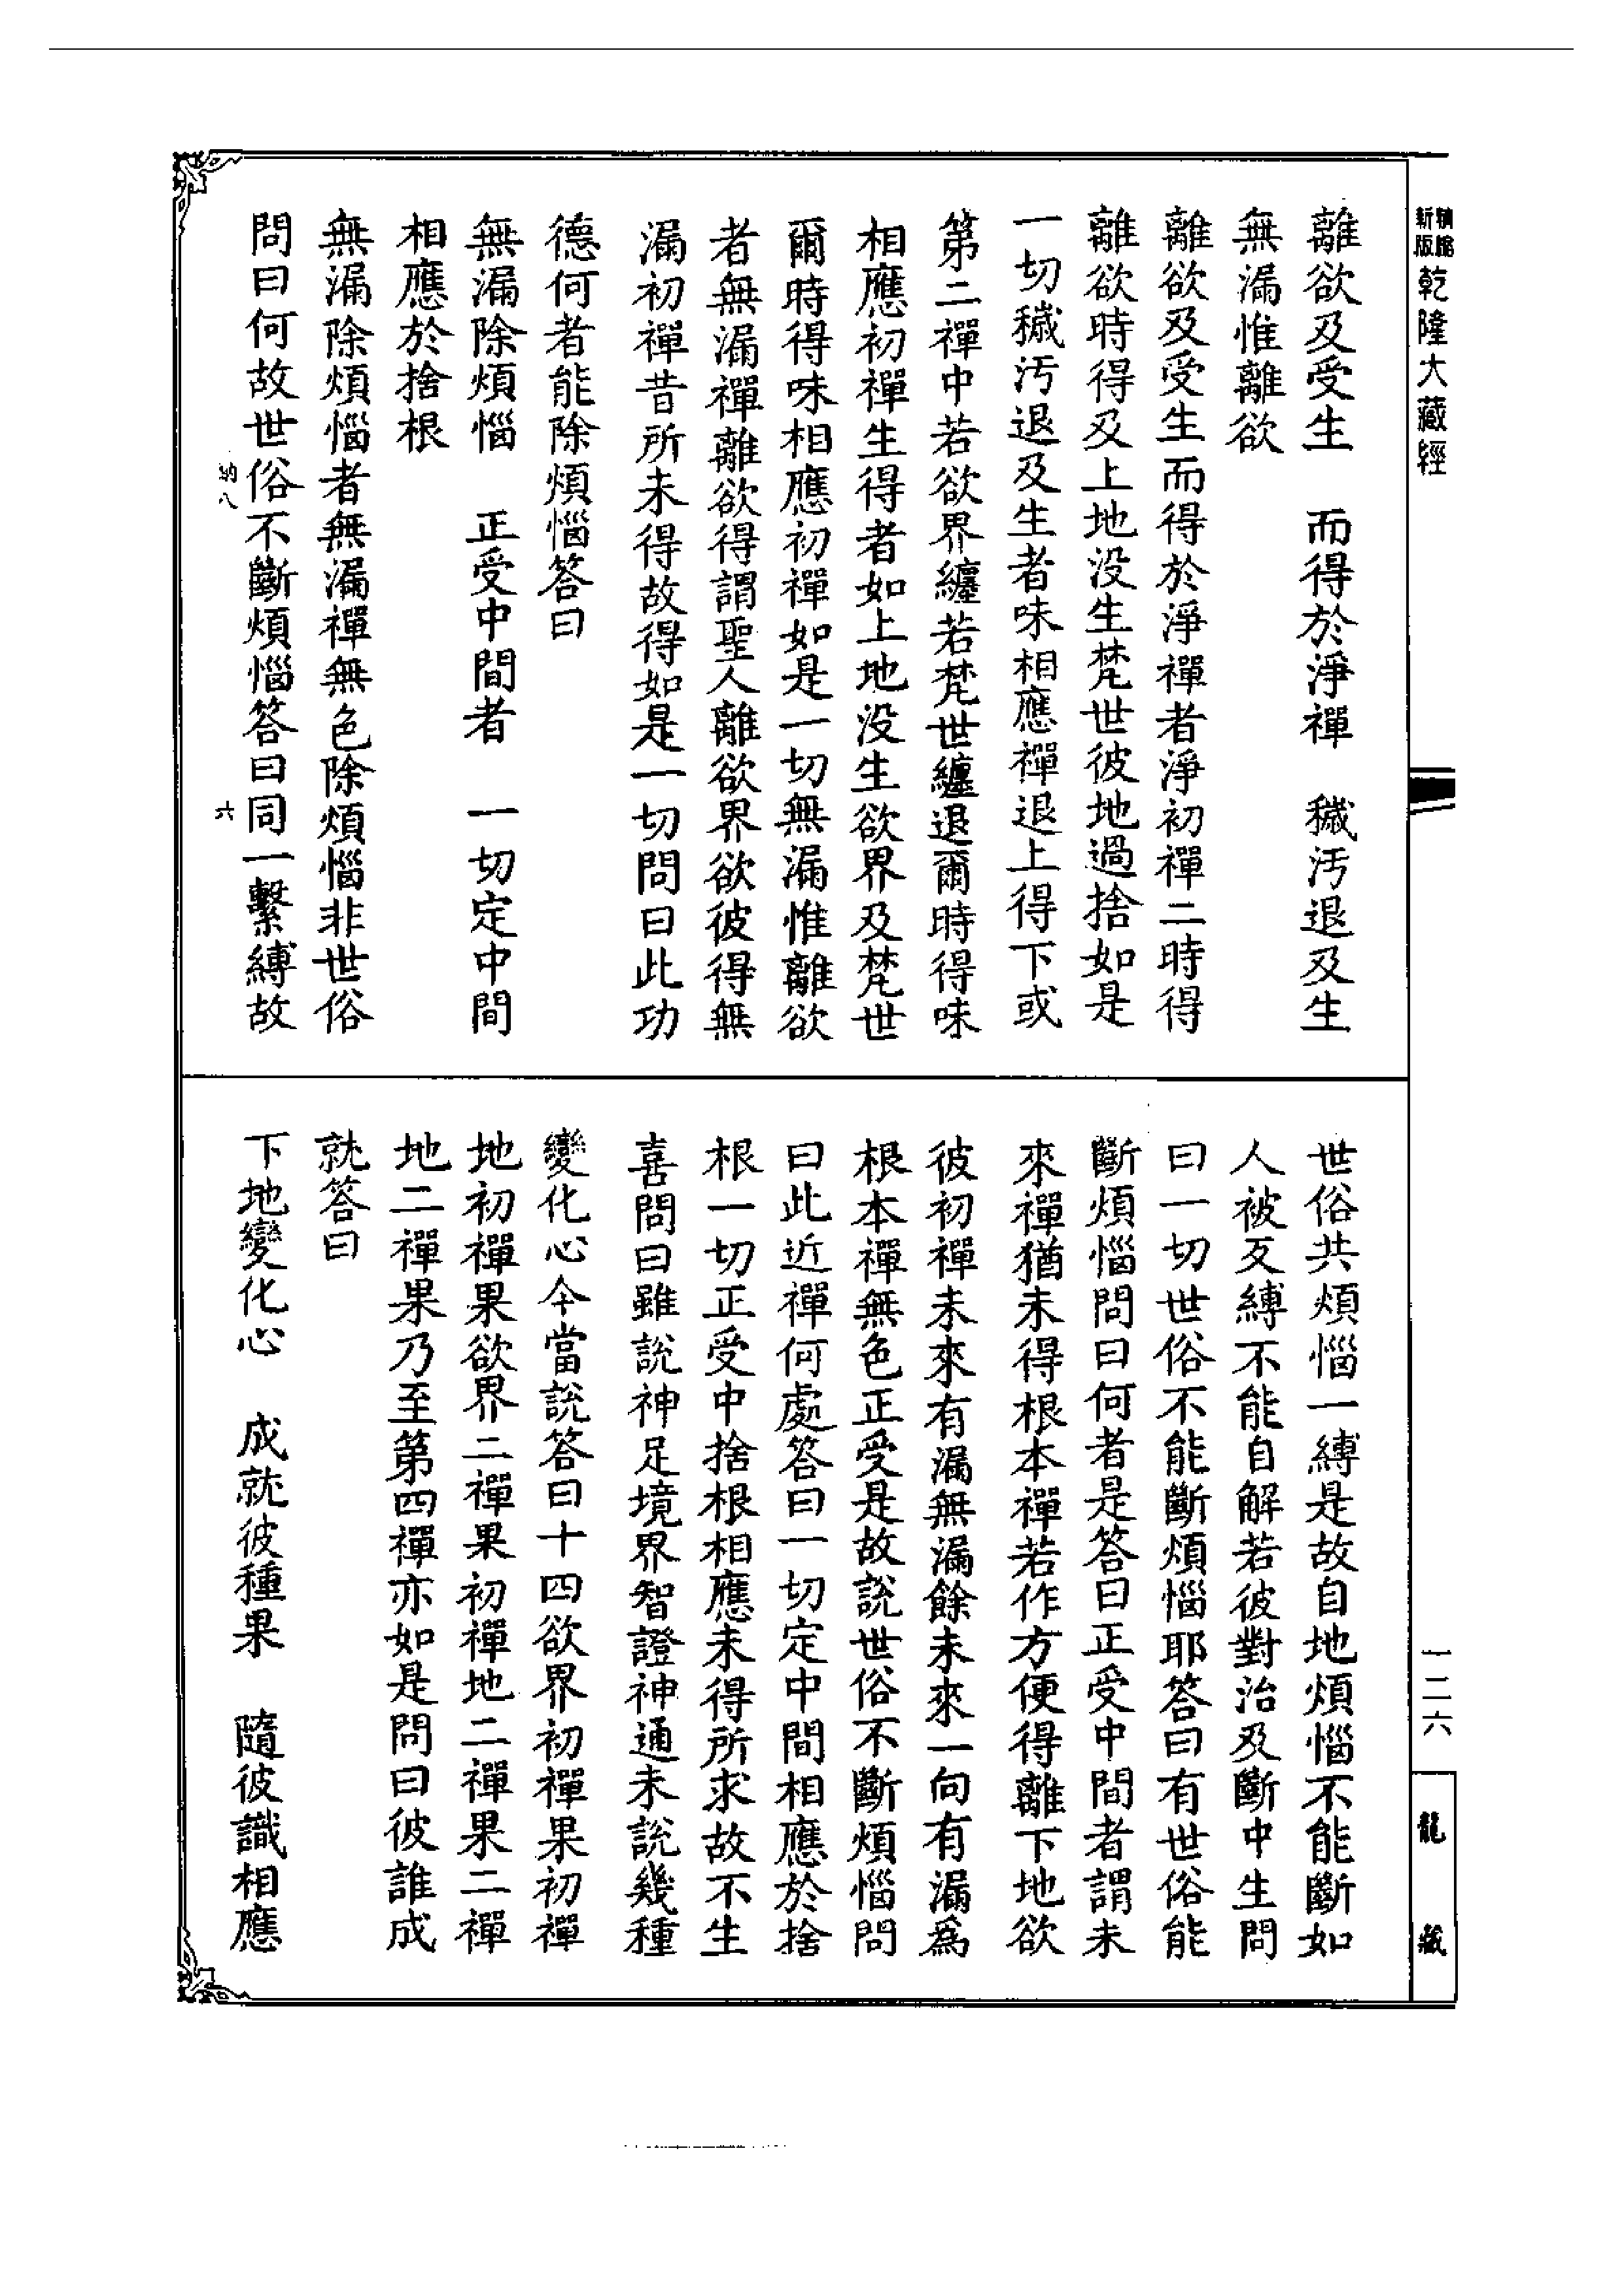 新版
精縮
乾隆大藏經
離欲及受生　而得於淨禪　穢污退及生
無漏惟離欲
離欲及受生而得於淨禪者淨初禪二時得
離欲時得及上地没生梵世彼地過捨如是
一切穢污退及生者味相應禪退上得下或
第二禪中若欲界纏若梵世纏退爾時得味
相應初禪生得者如上地没生欲界及梵世
爾時得味相應初禪如是一切無漏惟離欲
者無漏禪離欲得謂聖人離欲界欲彼得無
漏初禪昔所未得故得如是一切問曰此功
德何者能除煩惱答曰
無漏除煩惱　正受中間者　一切定中間
相應於捨根
無漏除煩惱者無漏禪無色除煩惱非世俗
問曰何故世俗不斷煩惱答曰同一繫縛故
納八　六
世俗共煩惱一縛是故自地煩惱不能斷如
人被反縛不能自解若彼對治及斷中生問
曰一切世俗不能斷煩惱耶答曰有世俗能
斷煩惱問曰何者是答曰正受中間者謂未
來禪猶未得根本禪若作方便得離下地欲
彼初禪未來有漏無漏餘未來一向有漏為
根本禪無色正受是故說世俗不斷煩惱問
曰此近禪何處答曰一切定中間相應於捨
根一切正受中捨根相應未得所求故不生
喜問曰雖說神足境界智證神通未說幾種
變化心今當說答曰十四欲界初禪果初禪
地初禪果欲界二禪果初禪地二禪果二禪
地二禪果乃至第四禪亦如是問曰彼誰成
就答曰
下地變化心　成就彼種果　隨彼識相應
一二六
龍藏